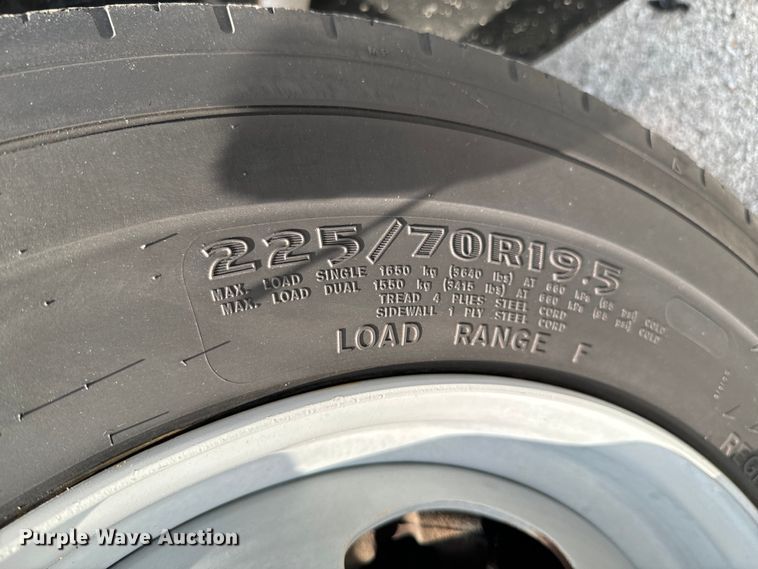 225/70R19.5
MAX. LOAD SINGLE 1650 kg (3640 lbs) AT 660 kPa (95 psi) COLD
MAX. LOAD DUAL 1550 kg (3415 lbs) AT 660 kPa (95 psi) COLD
TREAD 4 PLIES STEEL CORD
SIDEWALL 1 PLY STEEL CORD
LOAD RANGE F
Purple Wave Auction